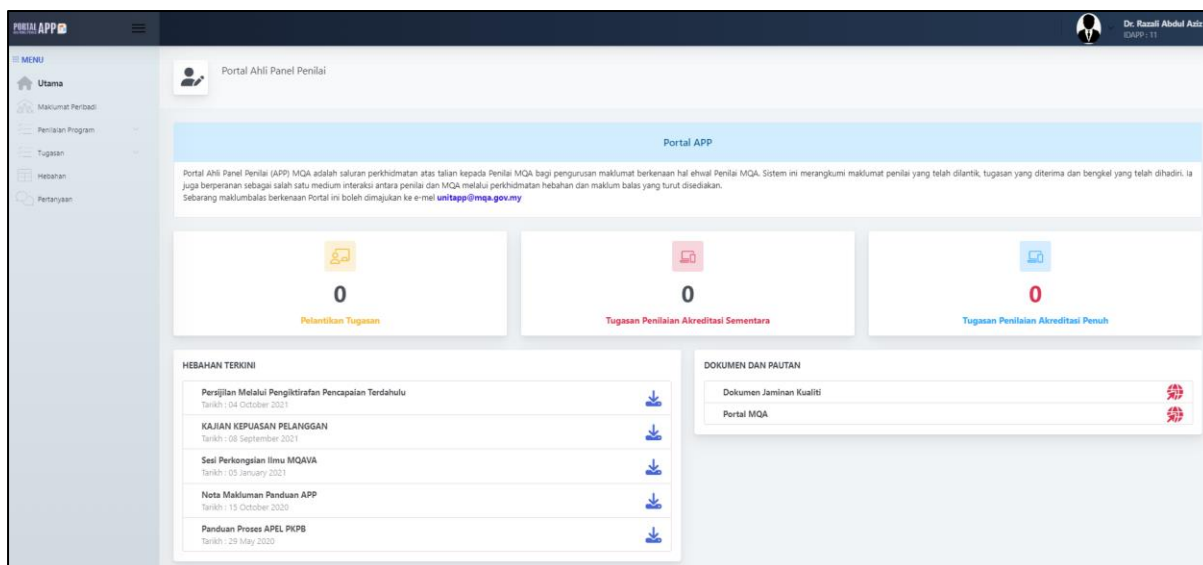 PORTAL APP
Dr. Razali Abdul Aziz
IDAPP : 11
MENU
Utama
Maklumat Peribadi
Penilaian Program
Tugasan
Hebahan
Pertanyaan
Portal Ahli Panel Penilai
Portal APP
Portal Ahli Panel Penilai (APP) MQA adalah saluran perkhidmatan atas talian kepada Penilai MQA bagi pengurusan maklumat berkenaan hal ehwal Penilai MQA. Sistem ini merangkumi maklumat penilai yang telah dilantik, tugasan yang diterima dan bengkel yang telah dihadiri. Ia
juga berperanan sebagai salah satu medium interaksi antara penilai dan MQA melalui perkhidmatan hebahan dan maklum balas yang turut disediakan.
Sebarang maklumbalas berkenaan Portal ini boleh dimajukan ke e-mel unitapp@mqa.gov.my
0
Pelantikan Tugasan
0
Tugasan Penilaian Akreditasi Sementara
0
Tugasan Penilaian Akreditasi Penuh
HEBAHAN TERKINI
Persijilan Melalui Pengiktirafan Pencapaian Terdahulu
Tarikh : 04 October 2021
KAJIAN KEPUASAN PELANGGAN
Tarikh : 08 September 2021
Sesi Perkongsian Ilmu MQAVA
Tarikh : 05 January 2021
Nota Makluman Panduan APP
Tarikh : 15 October 2020
Panduan Proses APEL PKPB
Tarikh : 29 May 2020
DOKUMEN DAN PAUTAN
Dokumen Jaminan Kualiti
Portal MQA